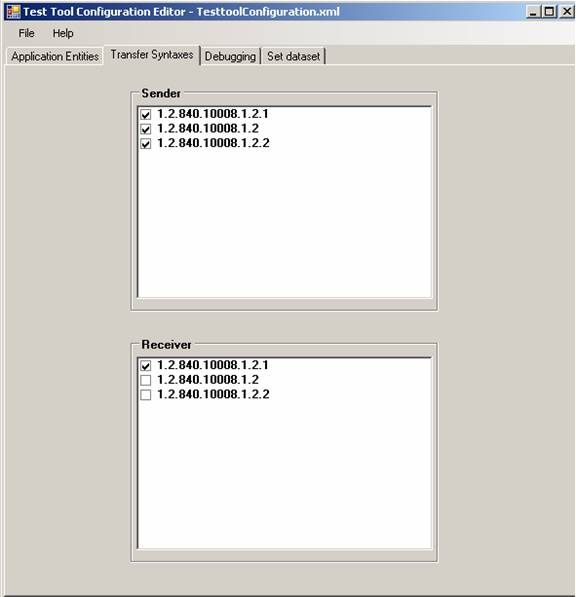 Test Tool Configuration Editor - TesttoolConfiguration.xml
File Help
Application Entities Transfer Syntaxes Debugging Set dataset
Sender
1.2.840.10008.1.2.1
1.2.840.10008.1.2
1.2.840.10008.1.2.2
Receiver
1.2.840.10008.1.2.1
1.2.840.10008.1.2
1.2.840.10008.1.2.2